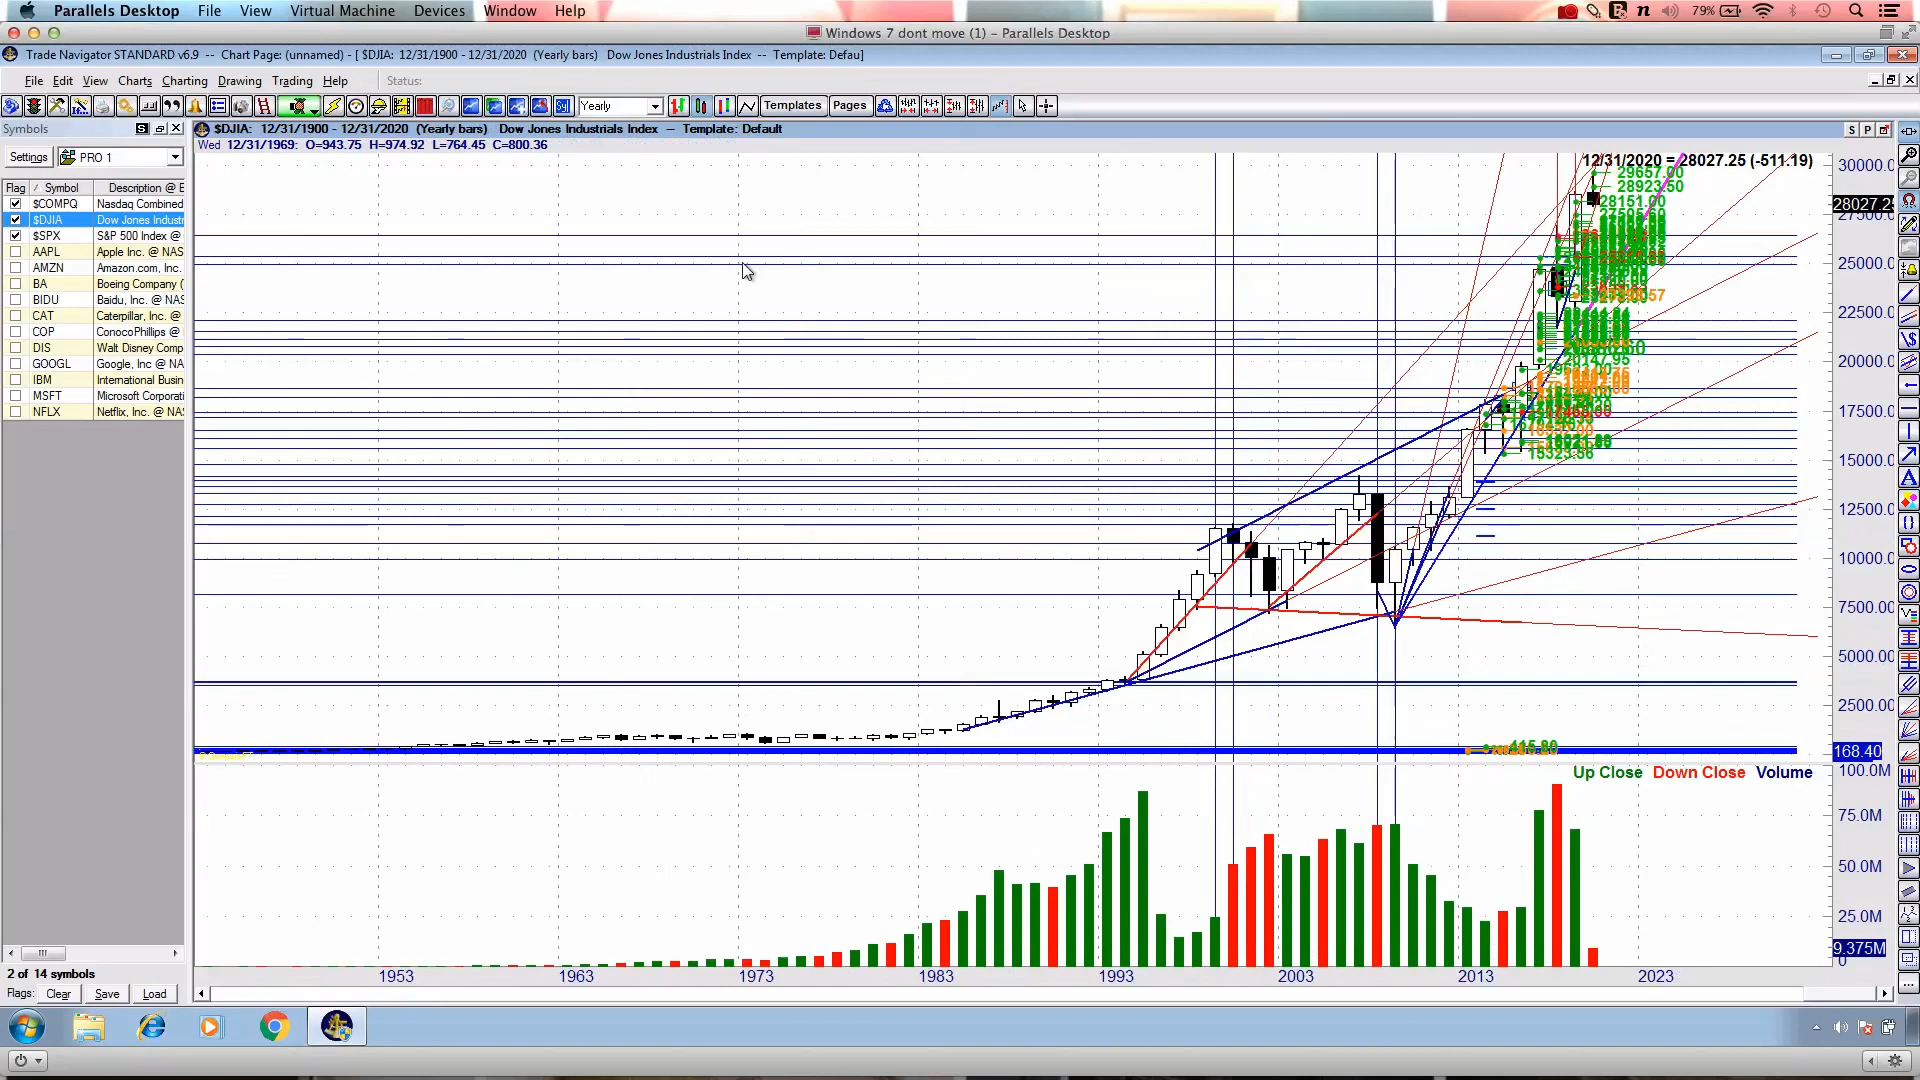 Parallels Desktop File View Virtual Machine Devices Window Help 79%
Windows 7 dont move (1) - Parallels Desktop
Trade Navigator STANDARD v6.9 -- Chart Page: (unnamed) - [ $DJIA: 12/31/1900 - 12/31/2020 (Yearly bars) Dow Jones Industrials Index -- Template: Defau]
File Edit View Charts Charting Drawing Trading Help Status:
Yearly Templates Pages
Symbols S
$DJIA: 12/31/1900 - 12/31/2020 (Yearly bars) Dow Jones Industrials Index -- Template: Default S P
Wed 12/31/1969: O=943.75 H=974.92 L=764.45 C=800.36
Settings PRO 1
Flag Symbol Description @ E
$COMPQ Nasdaq Combined
$DJIA Dow Jones Industr
$SPX S&P 500 Index @
AAPL Apple Inc. @ NAS
AMZN Amazon.com, Inc.
BA Boeing Company (
BIDU Baidu, Inc. @ NAS
CAT Caterpillar, Inc. @
COP ConocoPhillips @
DIS Walt Disney Comp
GOOGL Google, Inc. @ NA
IBM International Busin
MSFT Microsoft Corporati
NFLX Netflix, Inc. @ NAS
12/31/2020 = 28027.25 (-511.19)
29657.00
28923.50
28151.00
20147.95
15323.56
415.80
30000.0
28027.25
27500.0
25000.0
22500.0
20000.0
17500.0
15000.0
12500.0
10000.0
7500.00
5000.00
2500.00
168.40
Up Close Down Close Volume
100.0M
75.0M
50.0M
25.0M
9.375M
0
1953 1963 1973 1983 1993 2003 2013 2023
2 of 14 symbols
Flags: Clear Save Load